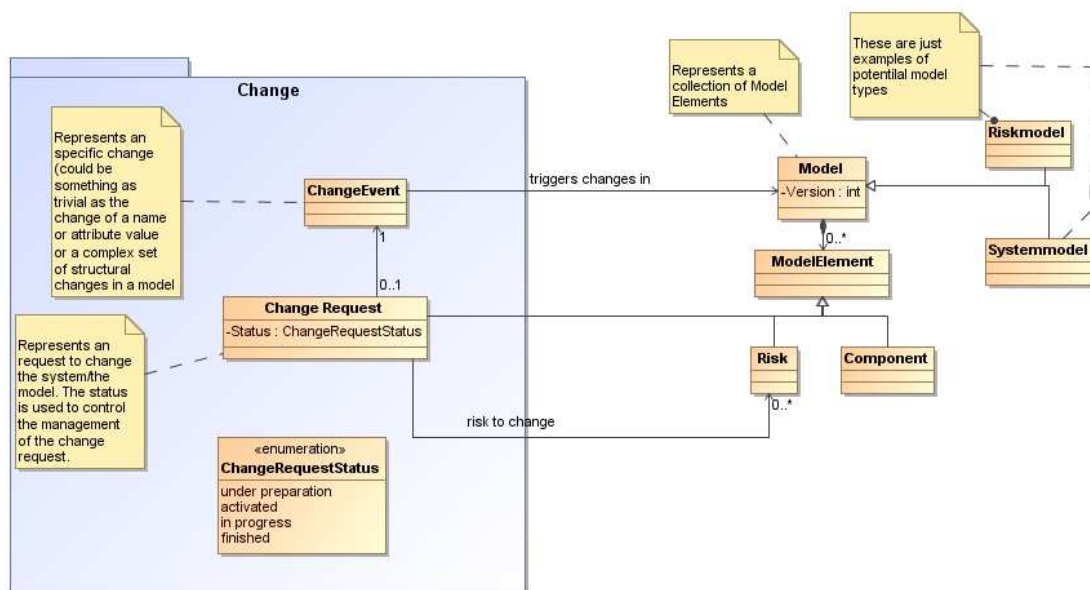 Change
Represents an
specific change
(could be
something as
trivial as the
change of a name
or attribute value
or a complex set
of structural
changes in a model
ChangeEvent
1
0..1
Change Request
-Status : ChangeRequestStatus
Represents an
request to change
the system/the
model. The status
is used to control
the management
of the change
request.
«enumeration»
ChangeRequestStatus
under preparation
activated
in progress
finished
triggers changes in
risk to change
Represents a
collection of Model
Elements
These are just
examples of
potentilal model
types
Riskmodel
Model
-Version : int
0..*
Systemmodel
ModelElement
Risk
Component
0..*